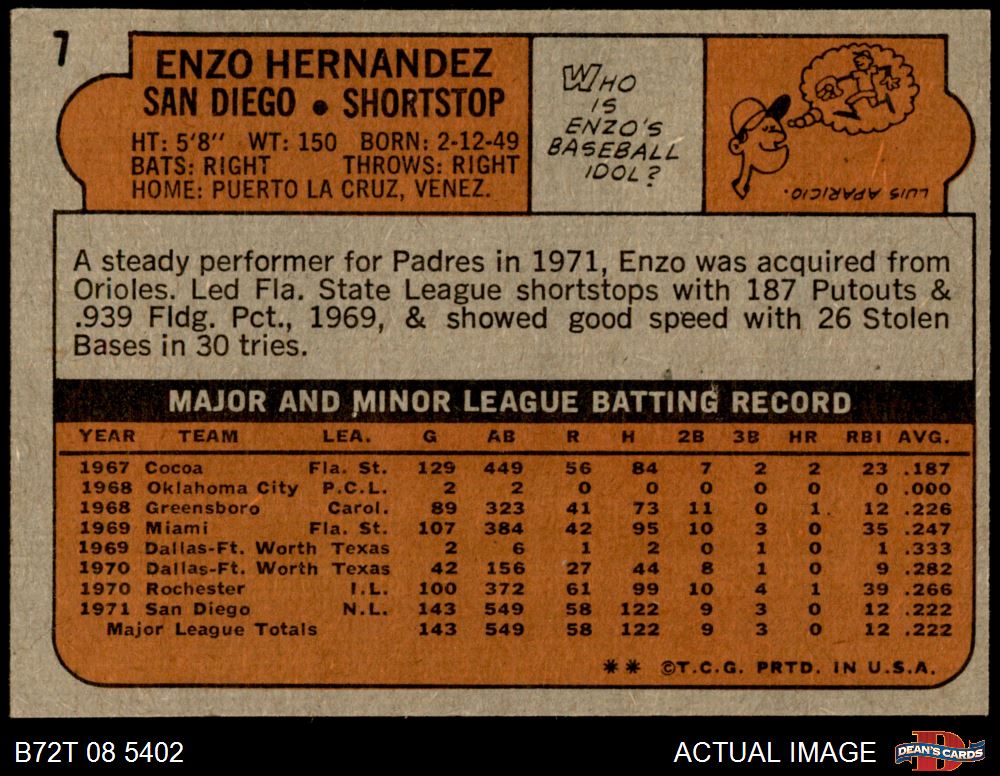 7
ENZO HERNANDEZ
SAN DIEGO • SHORTSTOP
HT: 5'8" WT: 150 BORN: 2-12-49
BATS: RIGHT THROWS: RIGHT
HOME: PUERTO LA CRUZ, VENEZ.
WHO
IS
ENZO'S
BASEBALL
IDOL?
LUIS APARICIO.
A steady performer for Padres in 1971, Enzo was acquired from
Orioles. Led Fla. State League shortstops with 187 Putouts &
.939 Fldg. Pct., 1969, & showed good speed with 26 Stolen
Bases in 30 tries.
MAJOR AND MINOR LEAGUE BATTING RECORD
YEAR TEAM LEA. G AB R H 2B 3B HR RBI AVG.
1967 Cocoa Fla. St. 129 449 56 84 7 2 2 23 .187
1968 Oklahoma City P.C.L. 2 2 0 0 0 0 0 0 .000
1968 Greensboro Carol. 89 323 41 73 11 0 1 12 .226
1969 Miami Fla. St. 107 384 42 95 10 3 0 35 .247
1969 Dallas-Ft. Worth Texas 2 6 1 2 0 1 0 1 .333
1970 Dallas-Ft. Worth Texas 42 156 27 44 8 1 0 9 .282
1970 Rochester I.L. 100 372 61 99 10 4 1 39 .266
1971 San Diego N.L. 143 549 58 122 9 3 0 12 .222
Major League Totals 143 549 58 122 9 3 0 12 .222
** ©T.C.G. PRTD. IN U.S.A.
B72T 08 5402
ACTUAL IMAGE
D
DEAN'S CARDS